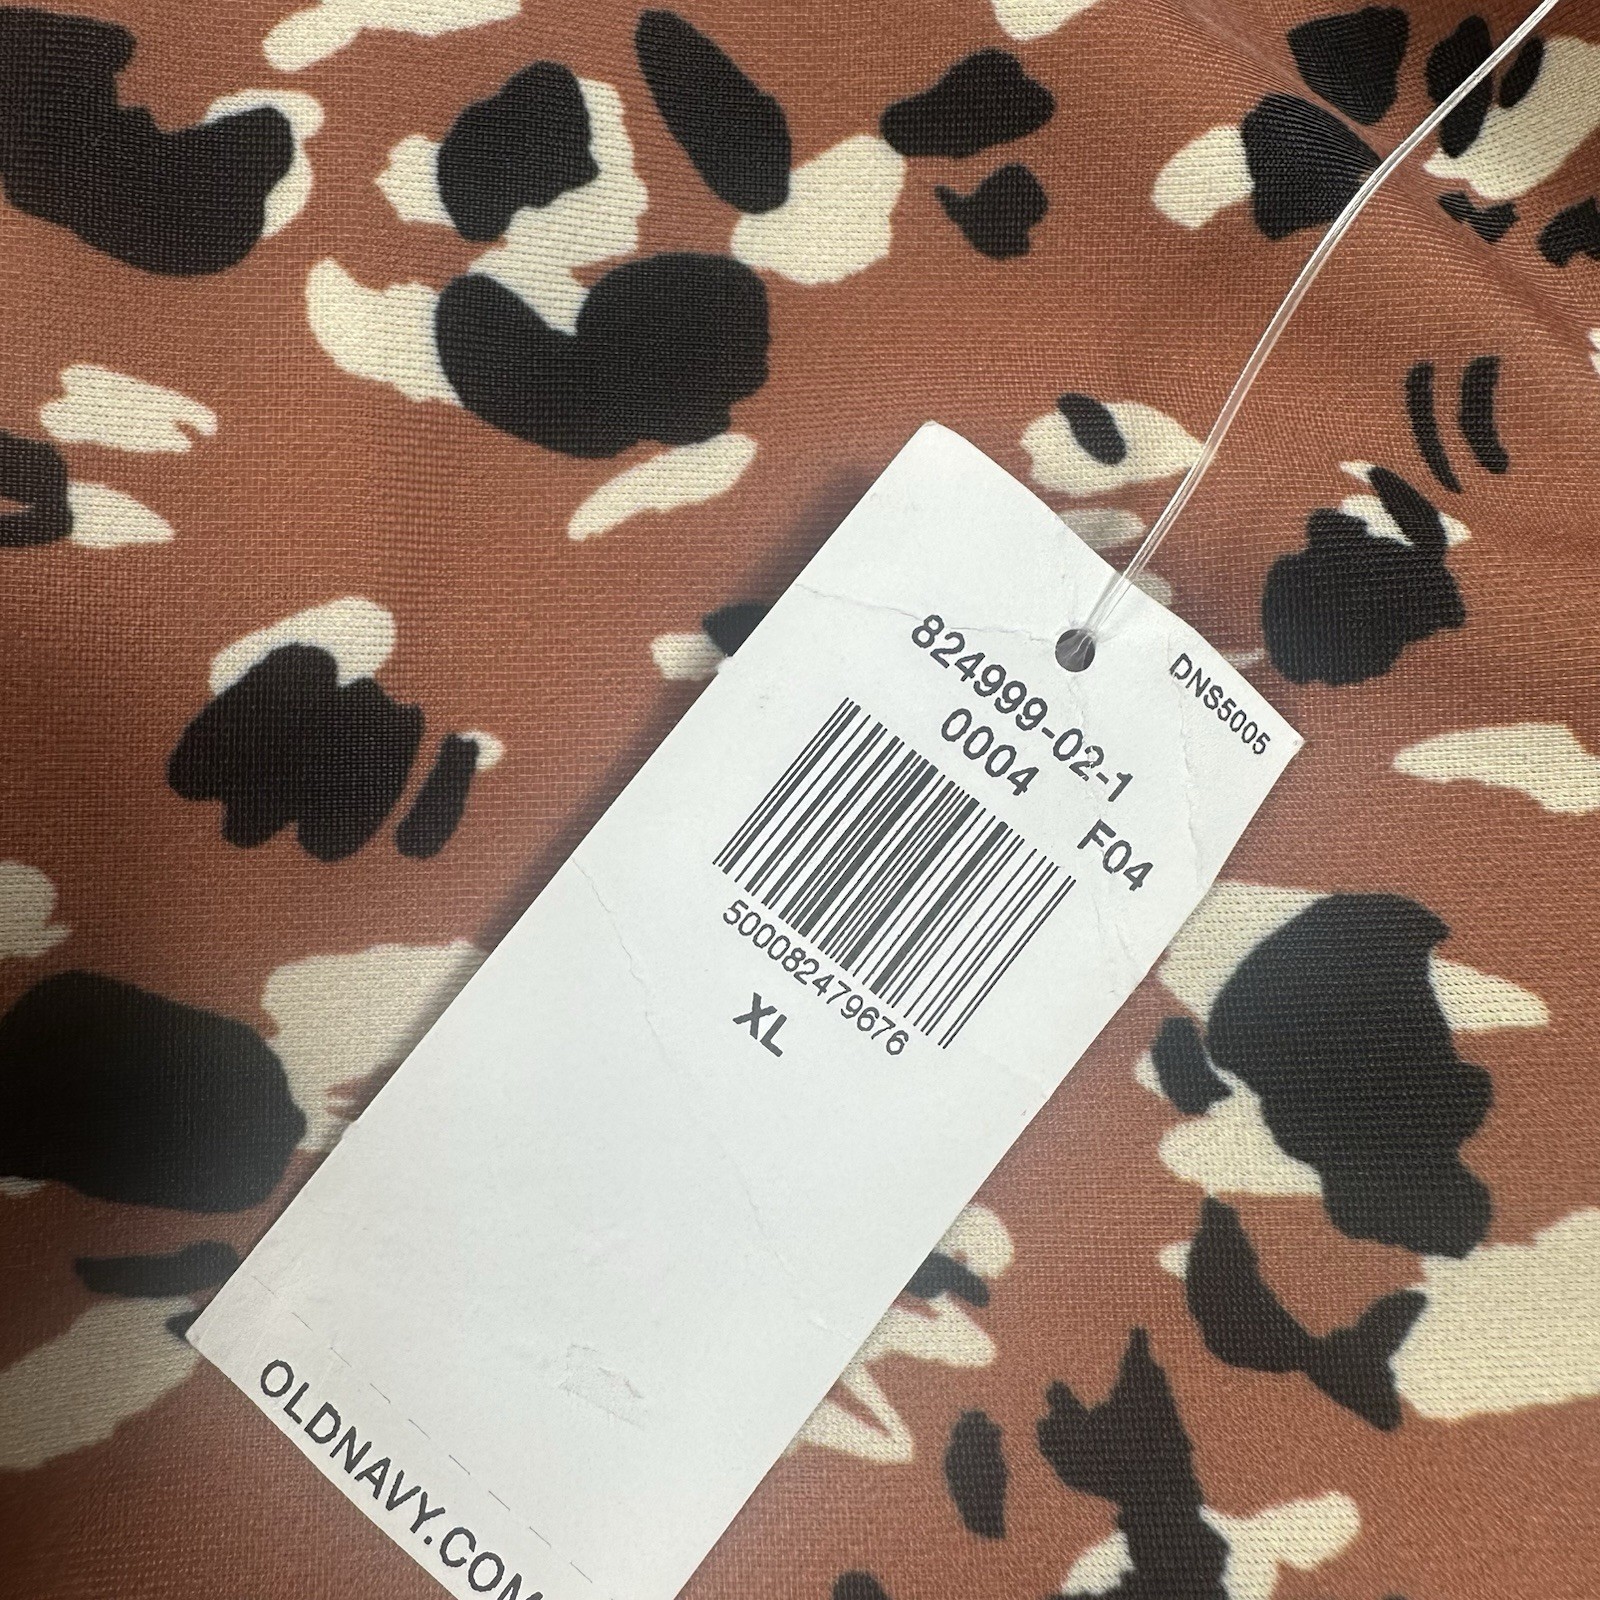 DNS5005
824999-02-1
0004
F04
500082479676
XL
OLDNAVY.COM